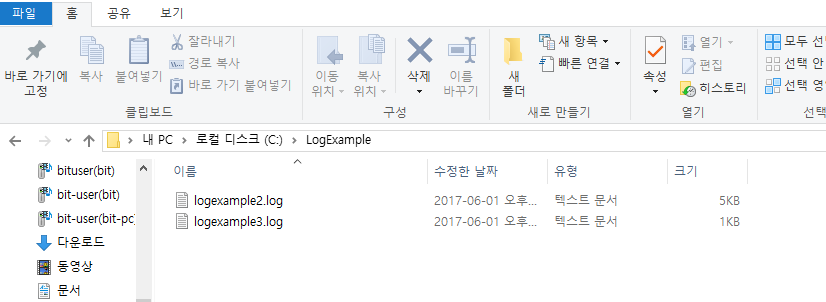 파일 홈 공유 보기
바로 가기에 고정
복사
붙여넣기
잘라내기
경로 복사
바로 가기 붙여넣기
클립보드
이동 위치
복사 위치
삭제
이름 바꾸기
구성
새 폴더
새 항목
빠른 연결
새로 만들기
속성
열기
편집
히스토리
열기
모두 선
선택 안
선택 영
선택
내 PC > 로컬 디스크 (C:) > LogExample
이름 수정한 날짜 유형 크기
bituser(bit)
bit-user(bit)
bit-user(bit-pc)
다운로드
동영상
문서
logexample2.log 2017-06-01 오후... 텍스트 문서 5KB
logexample3.log 2017-06-01 오후... 텍스트 문서 1KB